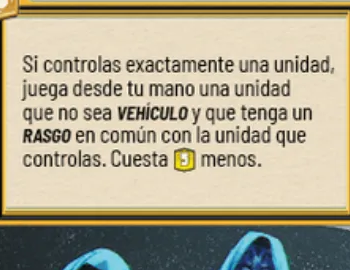 Si controlas exactamente una unidad,
juega desde tu mano una unidad
que no sea VEHÍCULO y que tenga un
RASGO en común con la unidad que
controlas. Cuesta 3 menos.